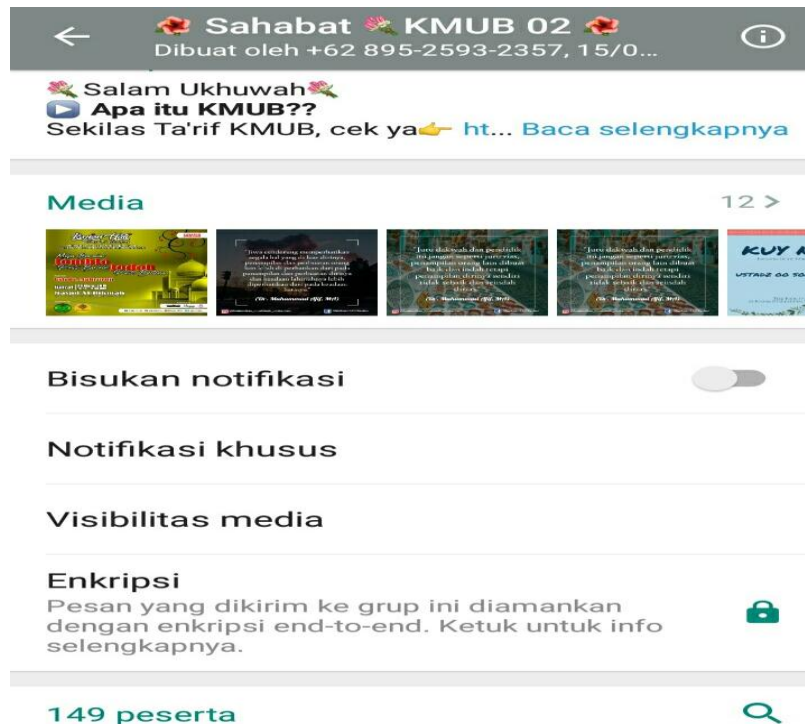 🌺 Sahabat 💐 KMUB 02 🌺
Dibuat oleh +62 895-2593-2357, 15/0...
💐 Salam Ukhuwah💐
▶️ Apa itu KMUB??
Sekilas Ta'rif KMUB, cek ya👉 ht... Baca selengkapnya
Media
12 >
KUY
Bisukan notifikasi
Notifikasi khusus
Visibilitas media
Enkripsi
Pesan yang dikirim ke grup ini diamankan
dengan enkripsi end-to-end. Ketuk untuk info
selengkapnya.
149 peserta